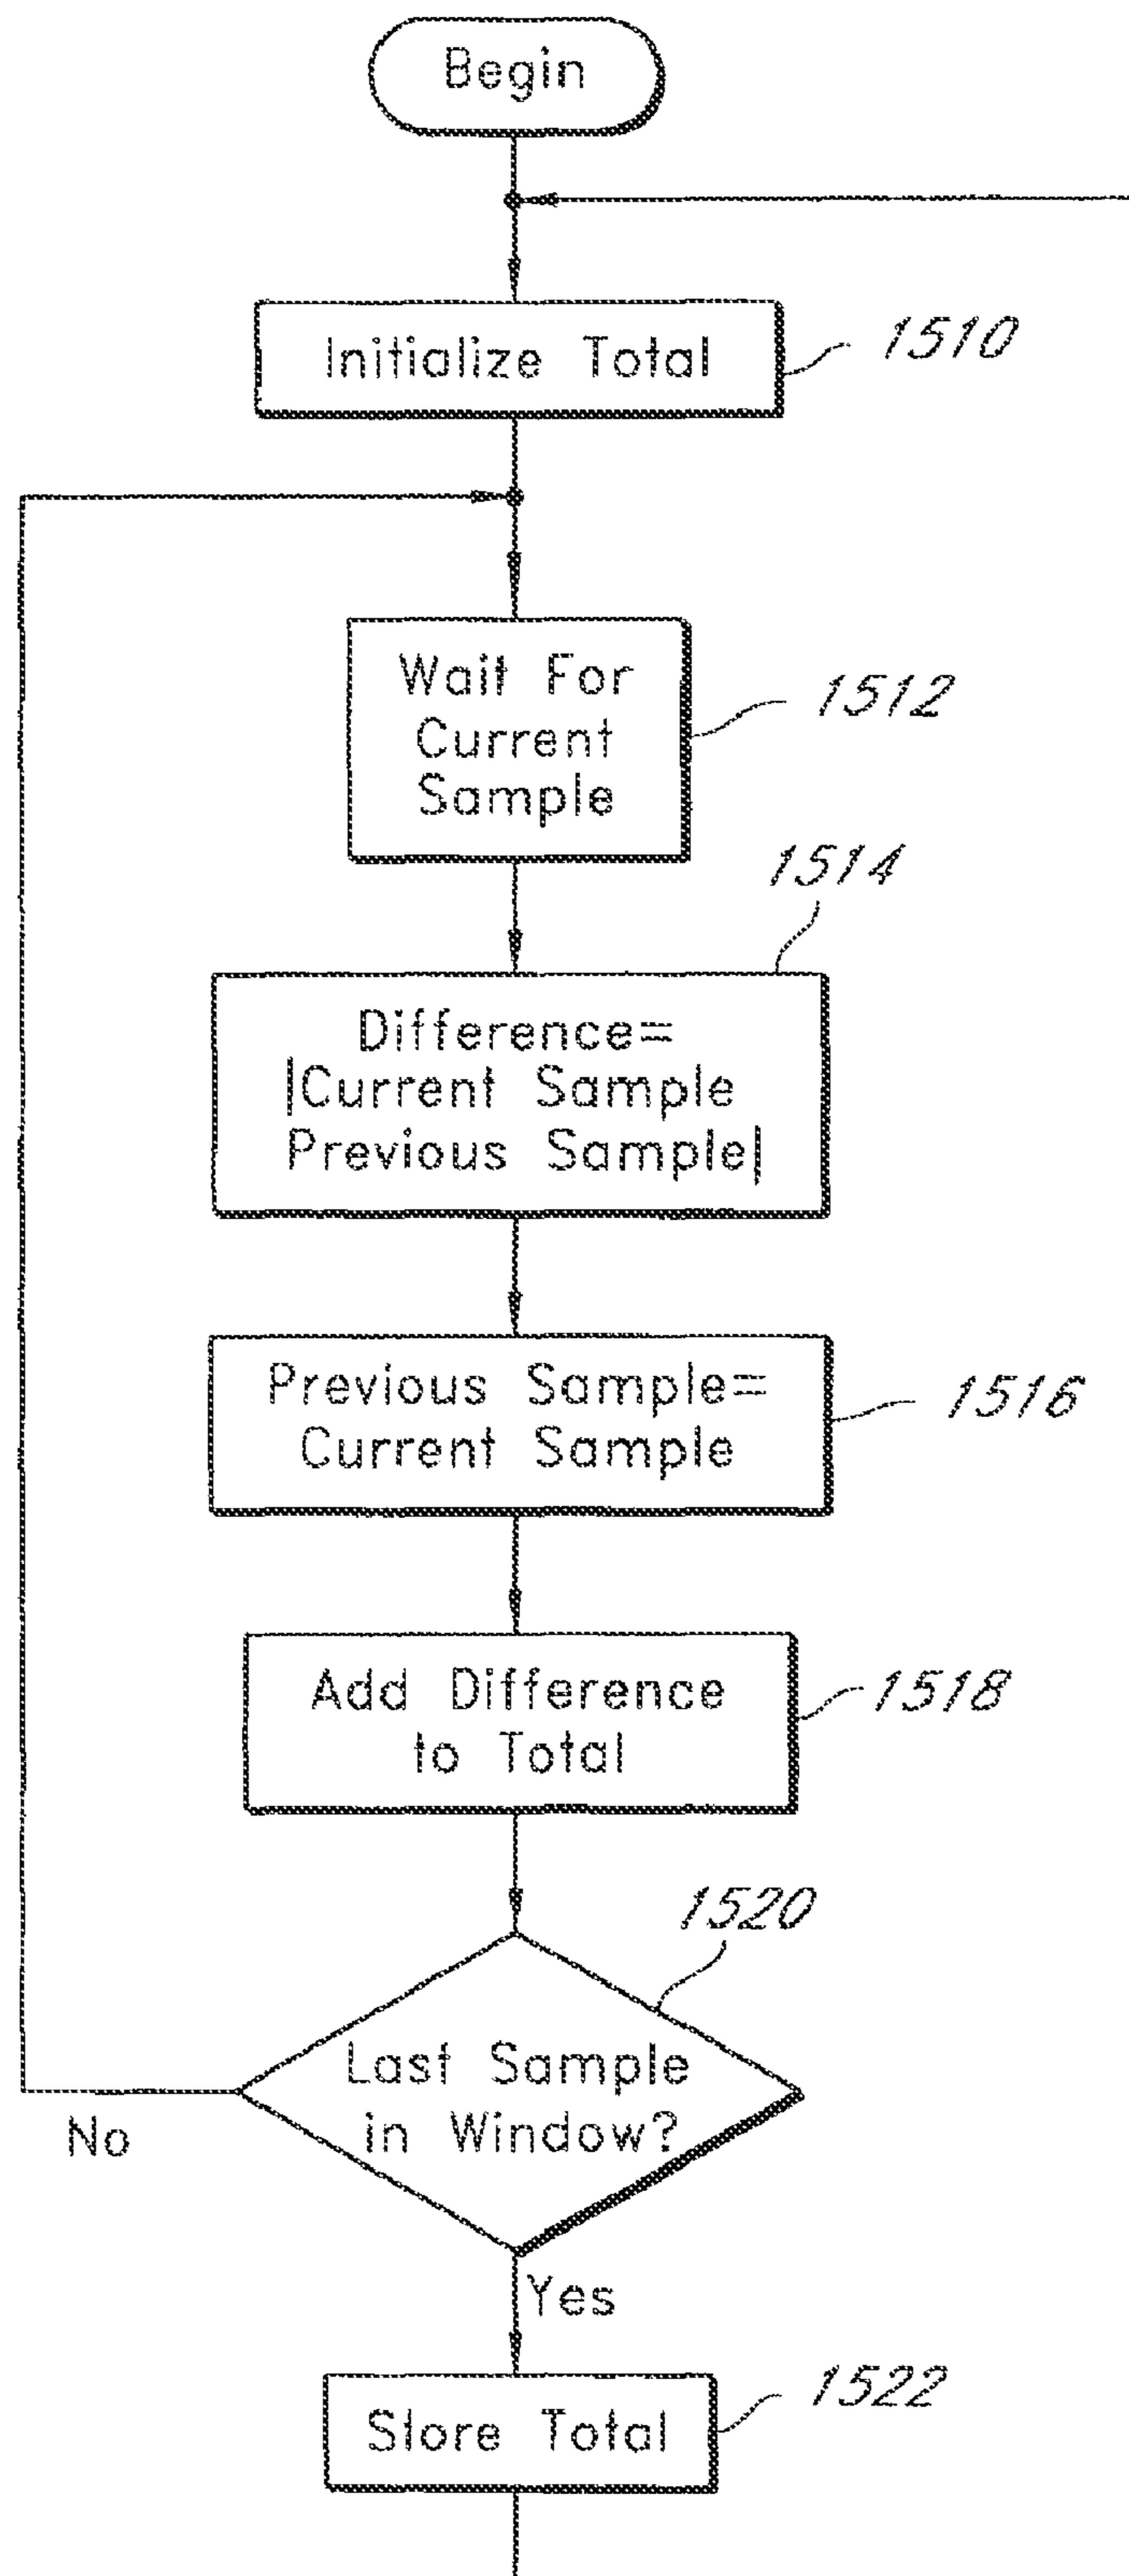 Begin
Initialize Total
1510
Wait For
Current
Sample
1512
1514
Difference=
|Current Sample
Previous Sample|
Previous Sample=
Current Sample
1516
Add Difference
to Total
1518
1520
Last Sample
in Window?
No
Yes
Store Total
1522